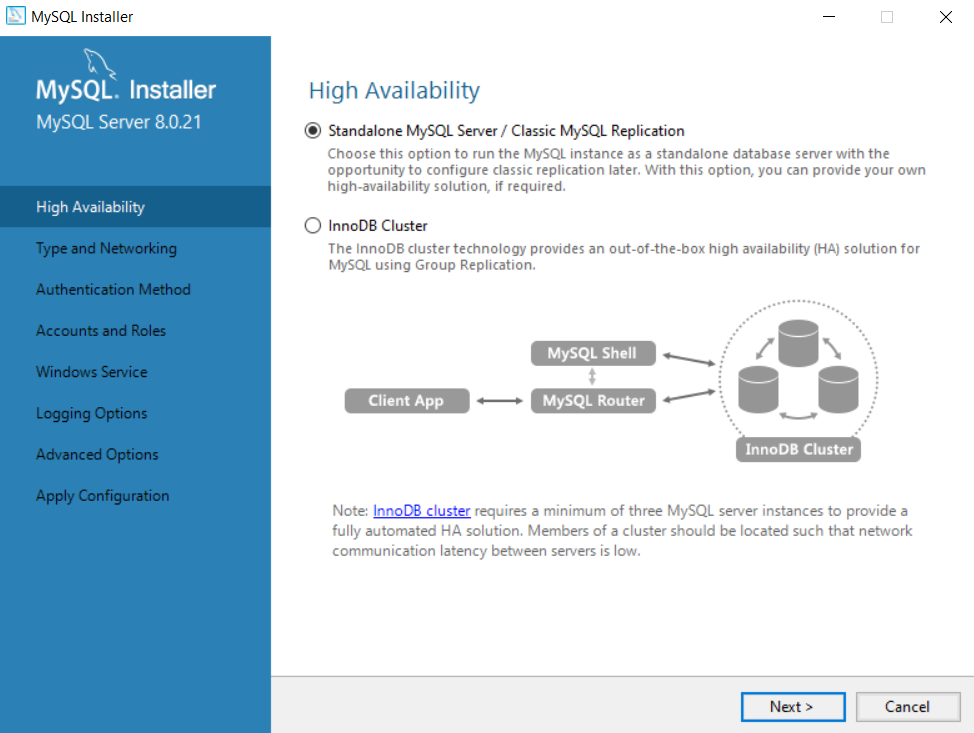 MySQL Installer
MySQL. Installer
MySQL Server 8.0.21
High Availability
Type and Networking
Authentication Method
Accounts and Roles
Windows Service
Logging Options
Advanced Options
Apply Configuration
High Availability
Standalone MySQL Server / Classic MySQL Replication
Choose this option to run the MySQL instance as a standalone database server with the
opportunity to configure classic replication later. With this option, you can provide your own
high-availability solution, if required.
InnoDB Cluster
The InnoDB cluster technology provides an out-of-the-box high availability (HA) solution for
MySQL using Group Replication.
MySQL Shell
Client App
MySQL Router
InnoDB Cluster
Note: InnoDB cluster requires a minimum of three MySQL server instances to provide a
fully automated HA solution. Members of a cluster should be located such that network
communication latency between servers is low.
Next >
Cancel